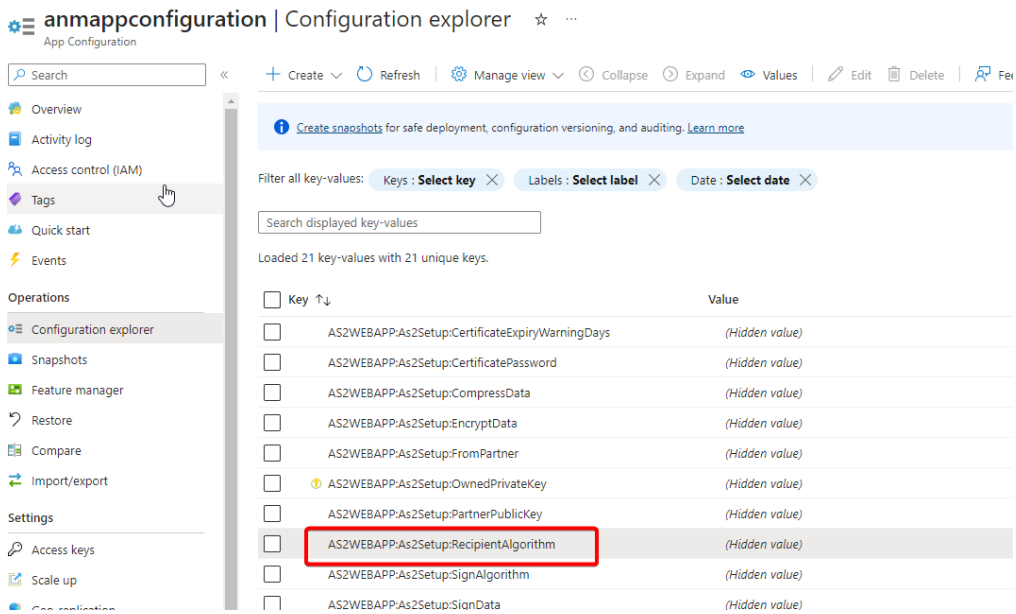 anmappconfiguration | Configuration explorer
App Configuration
Search
Create Refresh Manage view Collapse Expand Values Edit Delete
Create snapshots for safe deployment, configuration versioning, and auditing. Learn more
Filter all key-values: Keys : Select key Labels : Select label Date : Select date
Search displayed key-values
Loaded 21 key-values with 21 unique keys.
Overview
Activity log
Access control (IAM)
Tags
Quick start
Events
Operations
Configuration explorer
Snapshots
Feature manager
Restore
Compare
Import/export
Settings
Access keys
Scale up
Geo-replication
Key Value
AS2WEBAPP:As2Setup:CertificateExpiryWarningDays (Hidden value)
AS2WEBAPP:As2Setup:CertificatePassword (Hidden value)
AS2WEBAPP:As2Setup:CompressData (Hidden value)
AS2WEBAPP:As2Setup:EncryptData (Hidden value)
AS2WEBAPP:As2Setup:FromPartner (Hidden value)
AS2WEBAPP:As2Setup:OwnedPrivateKey (Hidden value)
AS2WEBAPP:As2Setup:PartnerPublicKey (Hidden value)
AS2WEBAPP:As2Setup:RecipientAlgorithm (Hidden value)
AS2WEBAPP:As2Setup:SignAlgorithm (Hidden value)
AS2WEBAPP:As2Setup:SignData (Hidden value)